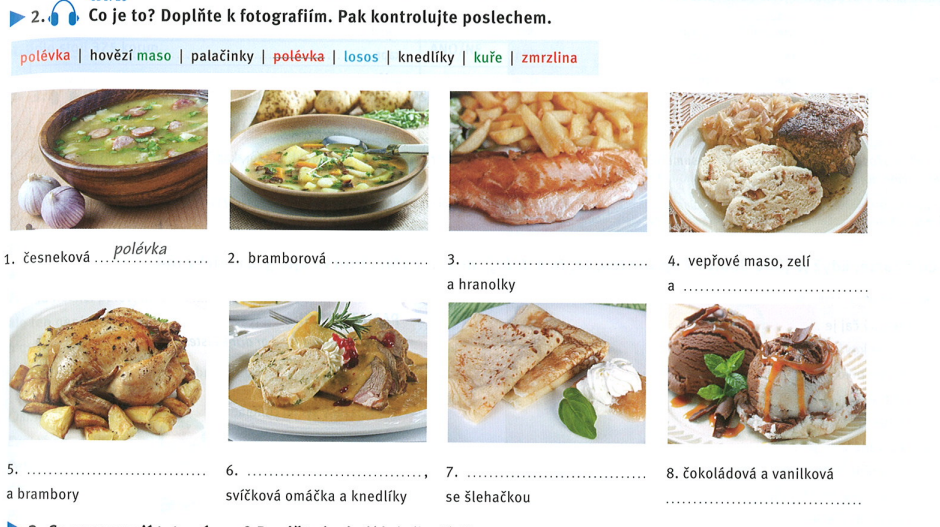 2. Co je to? Doplňte k fotografiím. Pak kontrolujte poslechem.
polévka | hovězí maso | palačinky | polévka | losos | knedlíky | kuře | zmrzlina
1. česneková ... polévka ...
2. bramborová ...
3. ...
a hranolky
4. vepřové maso, zelí
a ...
5. ...
a brambory
6. ... ,
svíčková omáčka a knedlíky
7. ...
se šlehačkou
8. čokoládová a vanilková
...